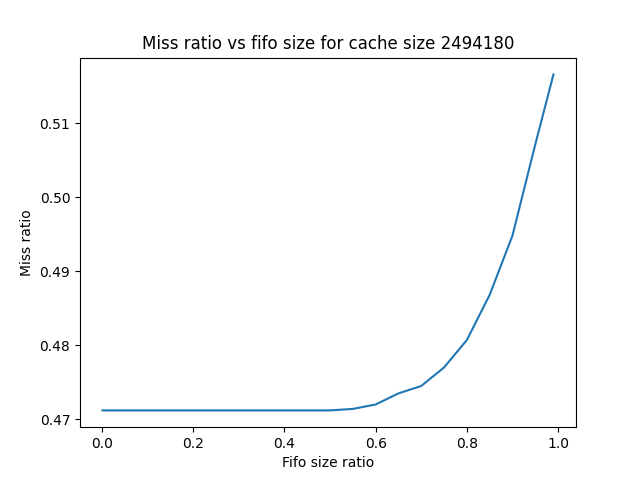 Miss ratio vs fifo size for cache size 2494180
0.51
0.50
0.49
0.48
0.47
Miss ratio
0.0 0.2 0.4 0.6 0.8 1.0
Fifo size ratio